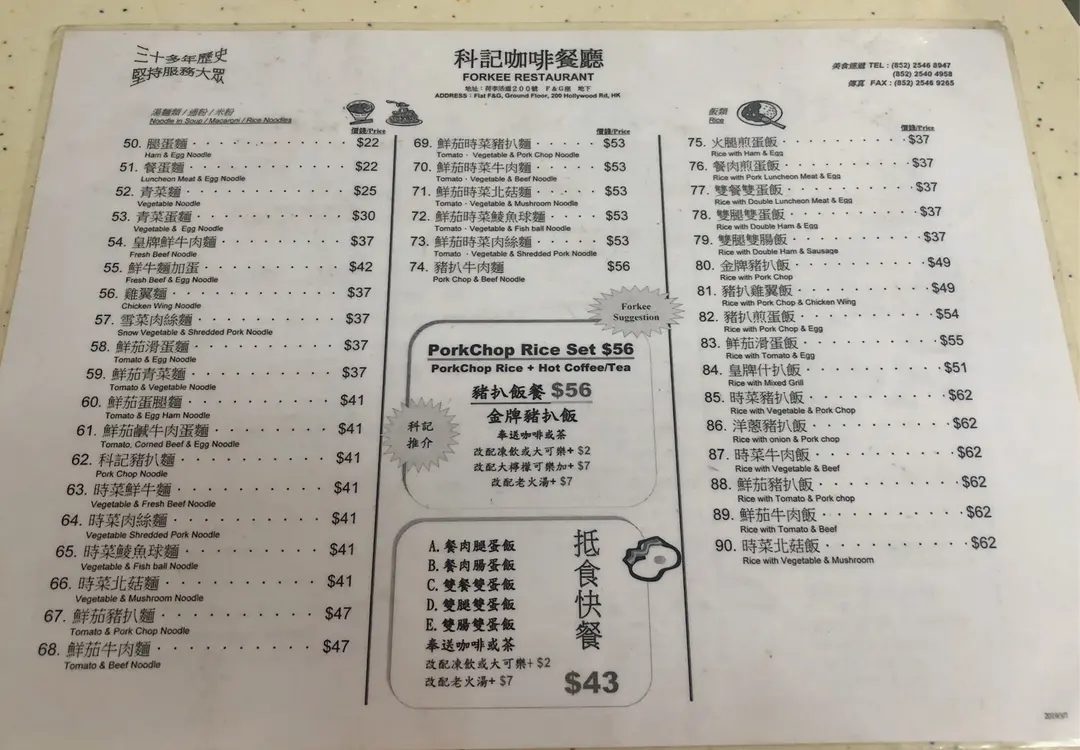 三十多年歷史
堅持服務大眾
科記咖啡餐廳
FORKEE RESTAURANT
地址：荷李活道２００號 F&G座 地下
ADDRESS : Flat F&G, Ground Floor, 200 Hollywood Rd, HK
美食速遞 TEL : (852) 2546 8947
(852) 2540 4958
傳真 FAX : (852) 2546 9265
湯麵類 / 通粉 / 米粉
Noodle in Soup / Macaroni / Rice Noodles
價錢/Price
50. 腿蛋麵 $22
Ham & Egg Noodle
51. 餐蛋麵 $22
Luncheon Meat & Egg Noodle
52. 青菜麵 $25
Vegetable Noodle
53. 青菜蛋麵 $30
Vegetable & Egg Noodle
54. 皇牌鮮牛肉麵 $37
Fresh Beef Noodle
55. 鮮牛麵加蛋 $42
Fresh Beef & Egg Noodle
56. 雞翼麵 $37
Chicken Wing Noodle
57. 雪菜肉絲麵 $37
Snow Vegetable & Shredded Pork Noodle
58. 鮮茄滑蛋麵 $37
Tomato & Egg Noodle
59. 鮮茄青菜麵 $37
Tomato & Vegetable Noodle
60. 鮮茄蛋腿麵 $41
Tomato & Egg Ham Noodle
61. 鮮茄鹹牛肉蛋麵 $41
Tomato, Corned Beef & Egg Noodle
62. 科記豬扒麵 $41
Pork Chop Noodle
63. 時菜鮮牛麵 $41
Vegetable & Fresh Beef Noodle
64. 時菜肉絲麵 $41
Vegetable Shredded Pork Noodle
65. 時菜鯪魚球麵 $41
Vegetable & Fish ball Noodle
66. 時菜北菇麵 $41
Vegetable & Mushroom Noodle
67. 鮮茄豬扒麵 $47
Tomato & Pork Chop Noodle
68. 鮮茄牛肉麵 $47
Tomato & Beef Noodle
價錢/Price
69. 鮮茄時菜豬扒麵 $53
Tomato﹑Vegetable & Pork Chop Noodle
70. 鮮茄時菜牛肉麵 $53
Tomato﹑Vegetable & Beef Noodle
71. 鮮茄時菜北菇麵 $53
Tomato﹑Vegetable & Mushroom Noodle
72. 鮮茄時菜鯪魚球麵 $53
Tomato﹑Vegetable & Fish ball Noodle
73. 鮮茄時菜肉絲麵 $53
Tomato﹑Vegetable & Shredded Pork Noodle
74. 豬扒牛肉麵 $56
Pork Chop & Beef Noodle
Forkee
Suggestion
PorkChop Rice Set $56
PorkChop Rice + Hot Coffee/Tea
豬扒飯餐 $56
金牌豬扒飯
奉送咖啡或茶
改配凍飲或大可樂+ $2
改配大檸檬可樂加+ $7
改配老火湯+ $7
科記
推介
A. 餐肉腿蛋飯
B. 餐肉腸蛋飯
C. 雙餐雙蛋飯
D. 雙腿雙蛋飯
E. 雙腸雙蛋飯
奉送咖啡或茶
改配凍飲或大可樂+ $2
改配老火湯+ $7
抵食快餐
$43
飯類
Rice
價錢/Price
75. 火腿煎蛋飯 $37
Rice with Ham & Egg
76. 餐肉煎蛋飯 $37
Rice with Pork Luncheon Meat & Egg
77. 雙餐雙蛋飯 $37
Rice with Double Luncheon Meat & Egg
78. 雙腿雙蛋飯 $37
Rice with Double Ham & Egg
79. 雙腿雙腸飯 $37
Rice with Double Ham & Sausage
80. 金牌豬扒飯 $49
Rice with Pork Chop
81. 豬扒雞翼飯 $49
Rice with Pork Chop & Chicken Wing
82. 豬扒煎蛋飯 $54
Rice with Pork Chop & Egg
83. 鮮茄滑蛋飯 $55
Rice with Tomato & Egg
84. 皇牌什扒飯 $51
Rice with Mixed Grill
85. 時菜豬扒飯 $62
Rice with Vegetable & Pork Chop
86. 洋蔥豬扒飯 $62
Rice with onion & Pork chop
87. 時菜牛肉飯 $62
Rice with Vegetable & Beef
88. 鮮茄豬扒飯 $62
Rice with Tomato & Pork chop
89. 鮮茄牛肉飯 $62
Rice with Tomato & Beef
90. 時菜北菇飯 $62
Rice with Vegetable & Mushroom